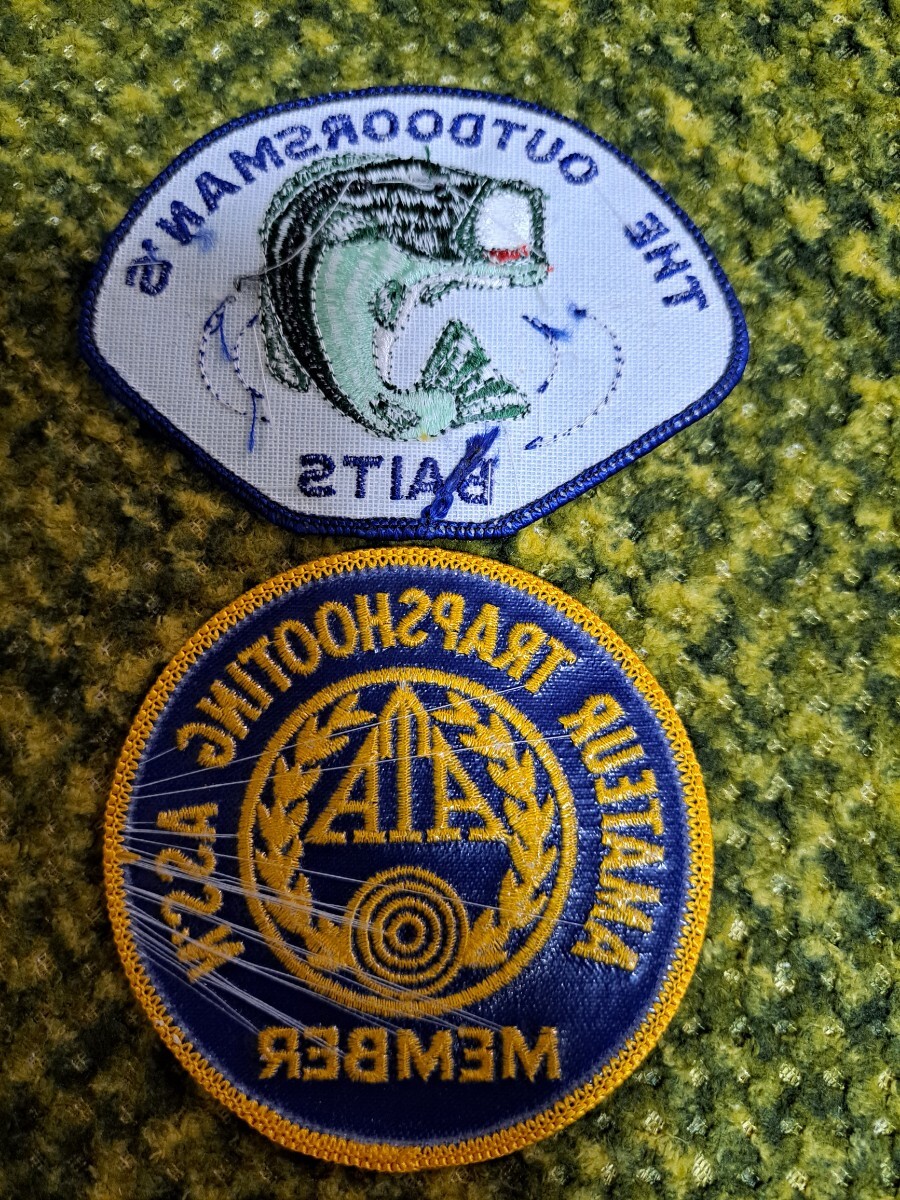 THE OUTDOORSMAN'S
BAITS
AMATEUR TRAPSHOOTING ASS'N
ATA
MEMBER